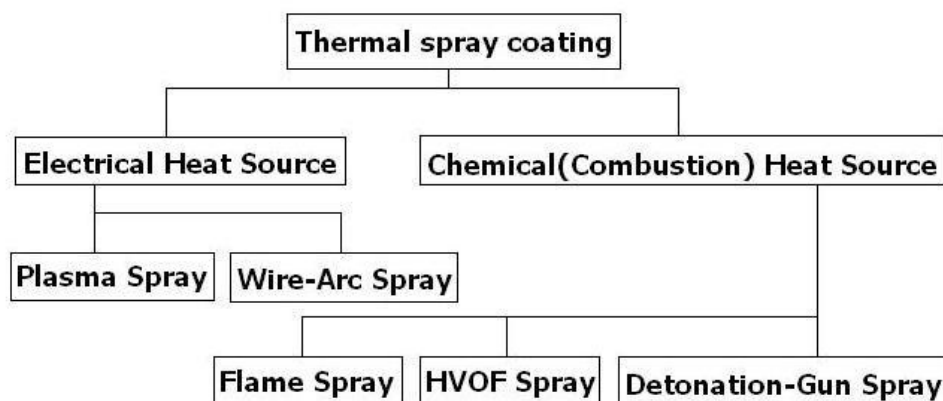 Thermal spray coating
Electrical Heat Source
Chemical(Combustion) Heat Source
Plasma Spray
Wire-Arc Spray
Flame Spray
HVOF Spray
Detonation-Gun Spray